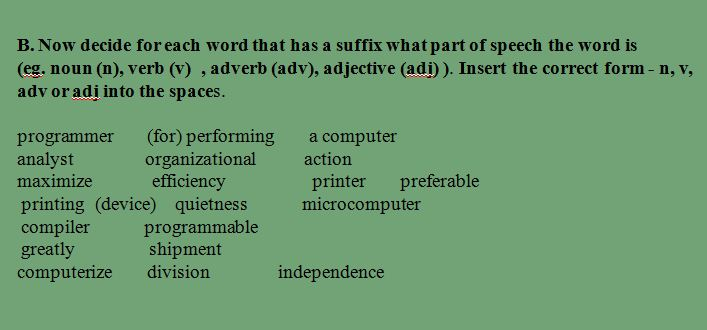 B. Now decide for each word that has a suffix what part of speech the word is
(eg. noun (n), verb (v) , adverb (adv), adjective (adj) ). Insert the correct form - n, v,
adv or adj into the spaces.
programmer (for) performing a computer
analyst organizational action
maximize efficiency printer preferable
printing (device) quietness microcomputer
compiler programmable
greatly shipment
computerize division independence